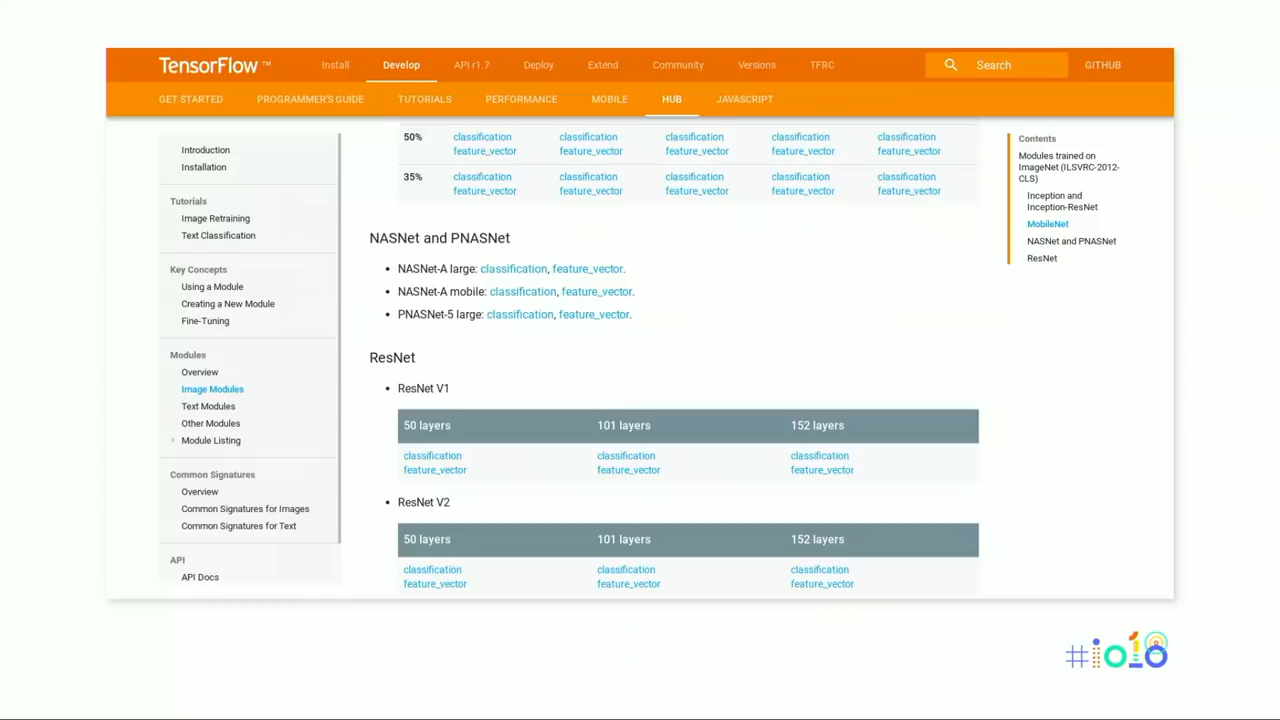 TensorFlow ™ Install Develop API r1.7 Deploy Extend Community Versions TFRC Search GITHUB
GET STARTED PROGRAMMER'S GUIDE TUTORIALS PERFORMANCE MOBILE HUB JAVASCRIPT
Introduction
Installation
Tutorials
Image Retraining
Text Classification
Key Concepts
Using a Module
Creating a New Module
Fine-Tuning
Modules
Overview
Image Modules
Text Modules
Other Modules
Module Listing
Common Signatures
Overview
Common Signatures for Images
Common Signatures for Text
API
API Docs
50% classification classification classification classification classification
feature_vector feature_vector feature_vector feature_vector feature_vector
35% classification classification classification classification classification
feature_vector feature_vector feature_vector feature_vector feature_vector
NASNet and PNASNet
• NASNet-A large: classification, feature_vector.
• NASNet-A mobile: classification, feature_vector.
• PNASNet-5 large: classification, feature_vector.
ResNet
• ResNet V1
50 layers 101 layers 152 layers
classification classification classification
feature_vector feature_vector feature_vector
• ResNet V2
50 layers 101 layers 152 layers
classification classification classification
feature_vector feature_vector feature_vector
Contents
Modules trained on
ImageNet (ILSVRC-2012-
CLS)
Inception and
Inception-ResNet
MobileNet
NASNet and PNASNet
ResNet
#io18